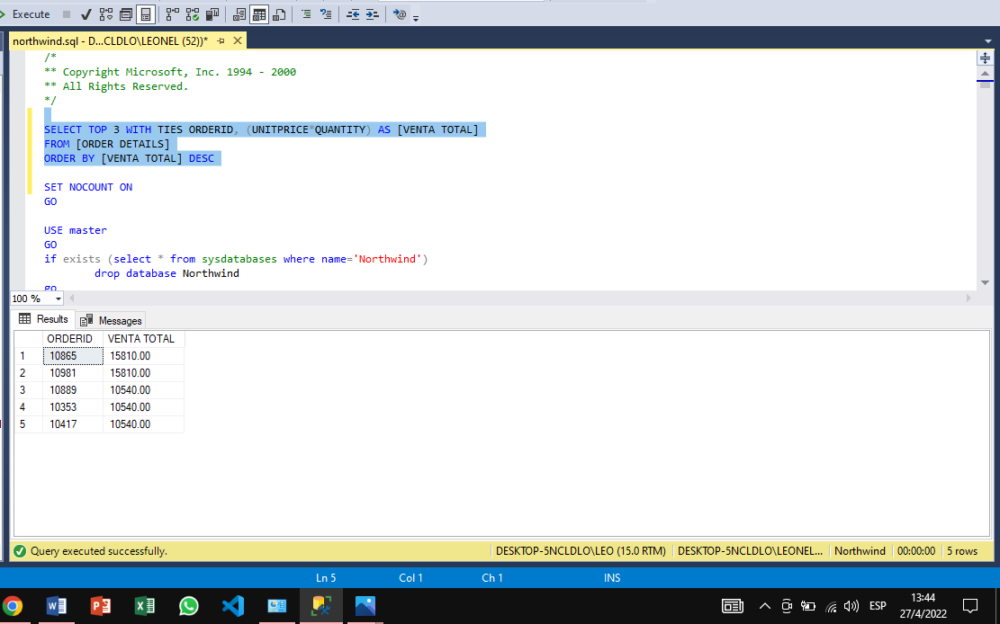 Execute
northwind.sql - D...CLDLO\LEONEL (52))*
/*
** Copyright Microsoft, Inc. 1994 - 2000
** All Rights Reserved.
*/
SELECT TOP 3 WITH TIES ORDERID, (UNITPRICE*QUANTITY) AS [VENTA TOTAL]
FROM [ORDER DETAILS]
ORDER BY [VENTA TOTAL] DESC
SET NOCOUNT ON
GO
USE master
GO
if exists (select * from sysdatabases where name='Northwind')
drop database Northwind
go
100 %
Results Messages
ORDERID VENTA TOTAL
1 10865 15810.00
2 10981 15810.00
3 10889 10540.00
4 10353 10540.00
5 10417 10540.00
Query executed successfully. DESKTOP-5NCLDLO\LEO (15.0 RTM) DESKTOP-5NCLDLO\LEONEL... Northwind 00:00:00 5 rows
Ln 5 Col 1 Ch 1 INS
ESP 13:44
27/4/2022